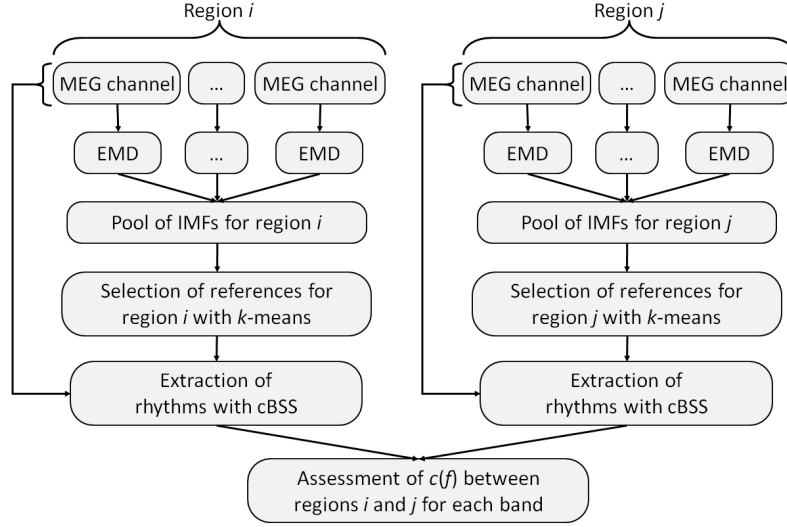 Region i
Region j
MEG channel
...
MEG channel
MEG channel
...
MEG channel
EMD
...
EMD
EMD
...
EMD
Pool of IMFs for region i
Pool of IMFs for region j
Selection of references for
region i with k-means
Selection of references for
region j with k-means
Extraction of
rhythms with cBSS
Extraction of
rhythms with cBSS
Assessment of c(f) between
regions i and j for each band